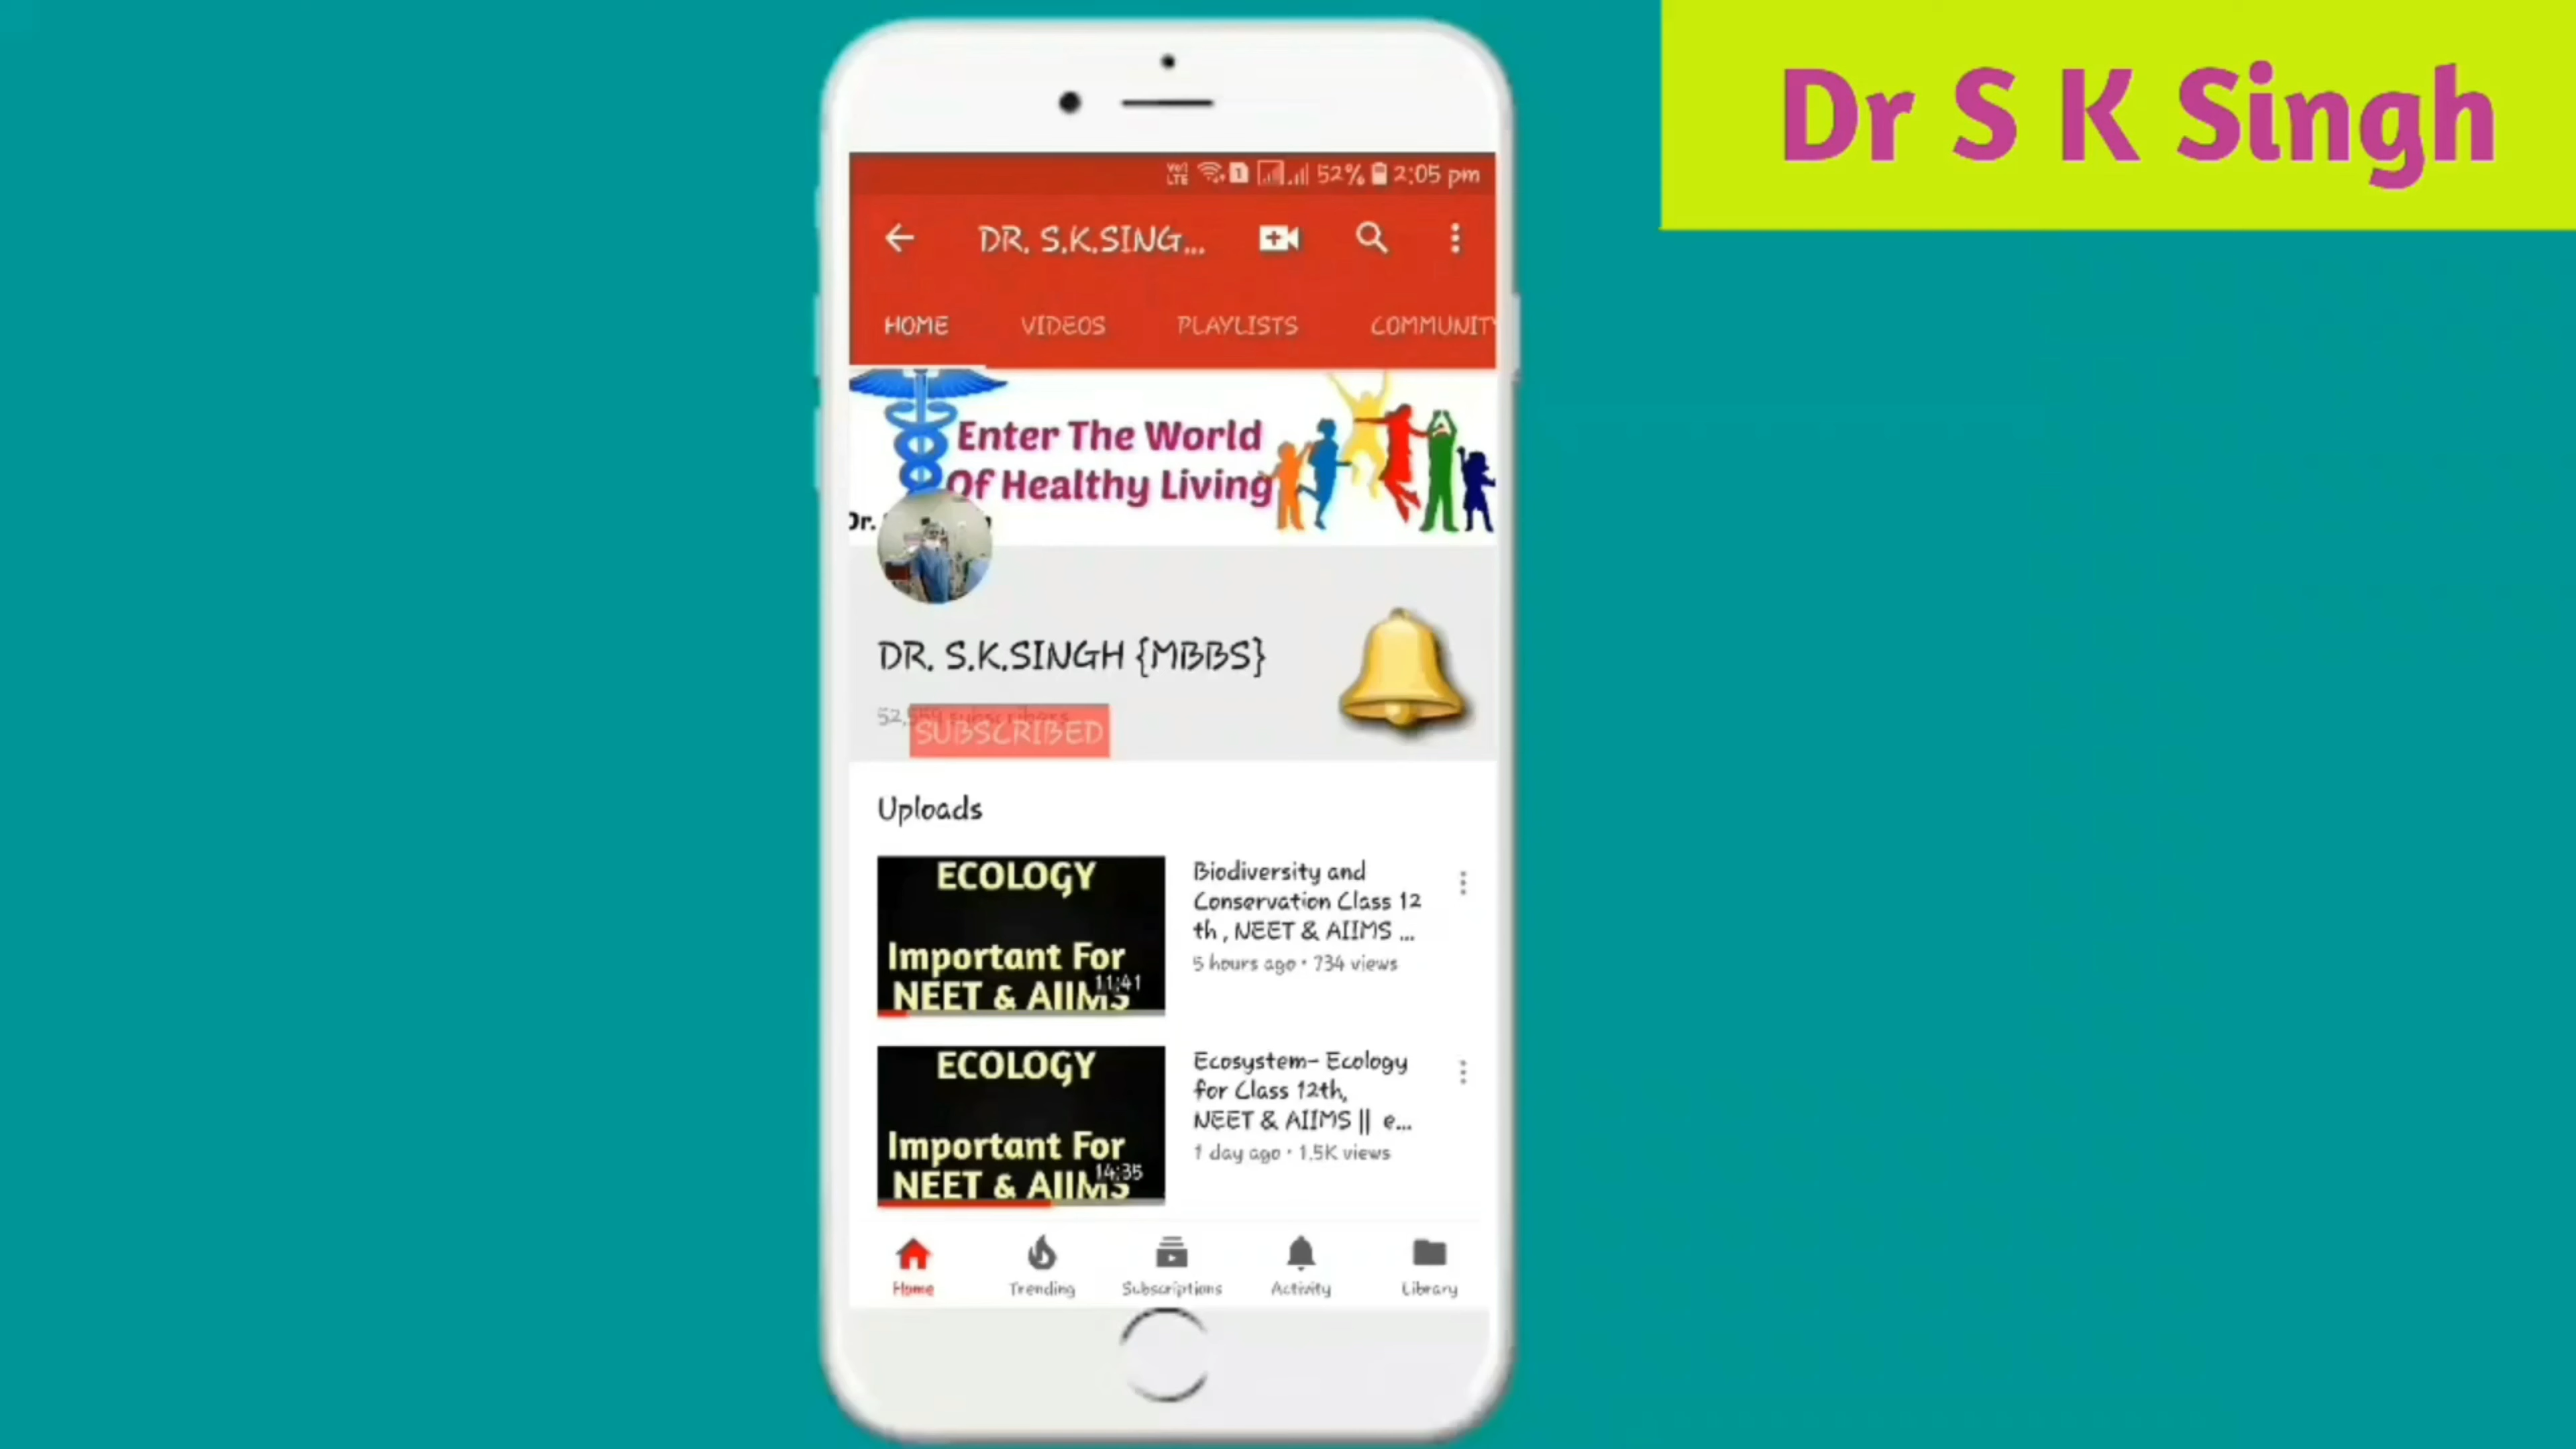 Dr S K Singh
52% 2:05 pm
DR. S.K.SING...
HOME VIDEOS PLAYLISTS COMMUNIT
Enter The World
Of Healthy Living
Dr.
DR. S.K.SINGH {MBBS}
subscribers
SUBSCRIBED
Uploads
ECOLOGY
Important For
NEET & AIIMS
11:41
Biodiversity and
Conservation Class 12
th , NEET & AIIMS ...
5 hours ago • 734 views
ECOLOGY
Important For
NEET & AIIMS
14:35
Ecosystem- Ecology
for Class 12th,
NEET & AIIMS || e...
1 day ago • 1.5K views
Home Trending Subscriptions Activity Library